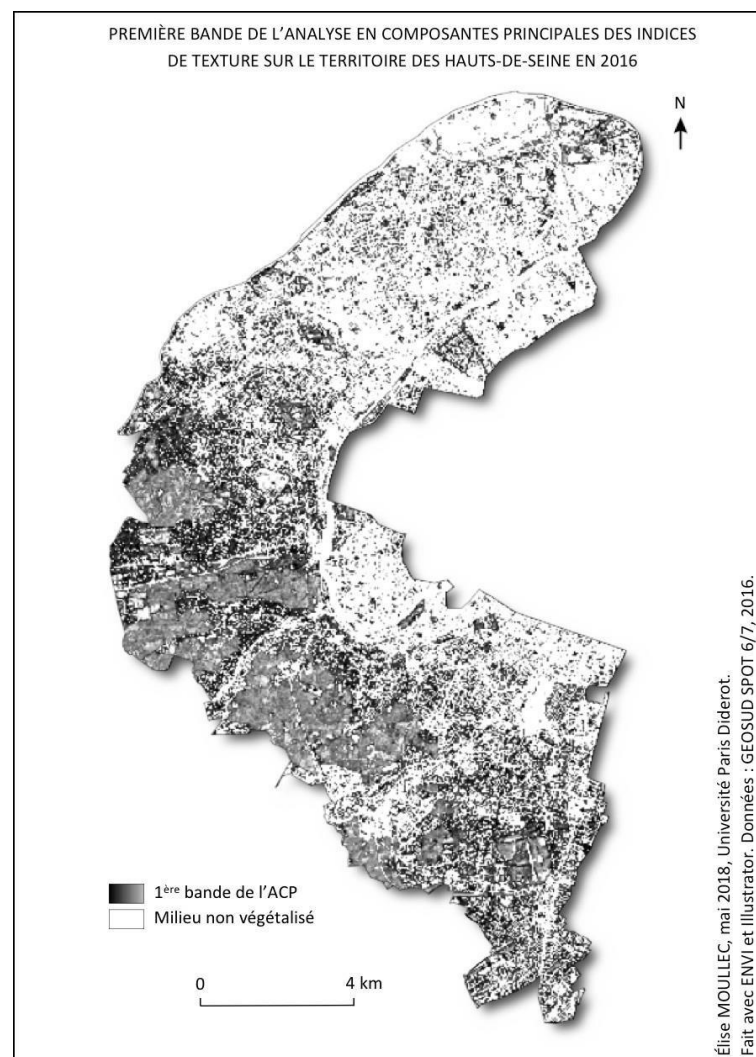 PREMIÈRE BANDE DE L’ANALYSE EN COMPOSANTES PRINCIPALES DES INDICES
DE TEXTURE SUR LE TERRITOIRE DES HAUTS-DE-SEINE EN 2016
N
1ère bande de l’ACP
Milieu non végétalisé
0 4 km
Élise MOULLEC, mai 2018, Université Paris Diderot.
Fait avec ENVI et Illustrator. Données : GEOSUD SPOT 6/7, 2016.